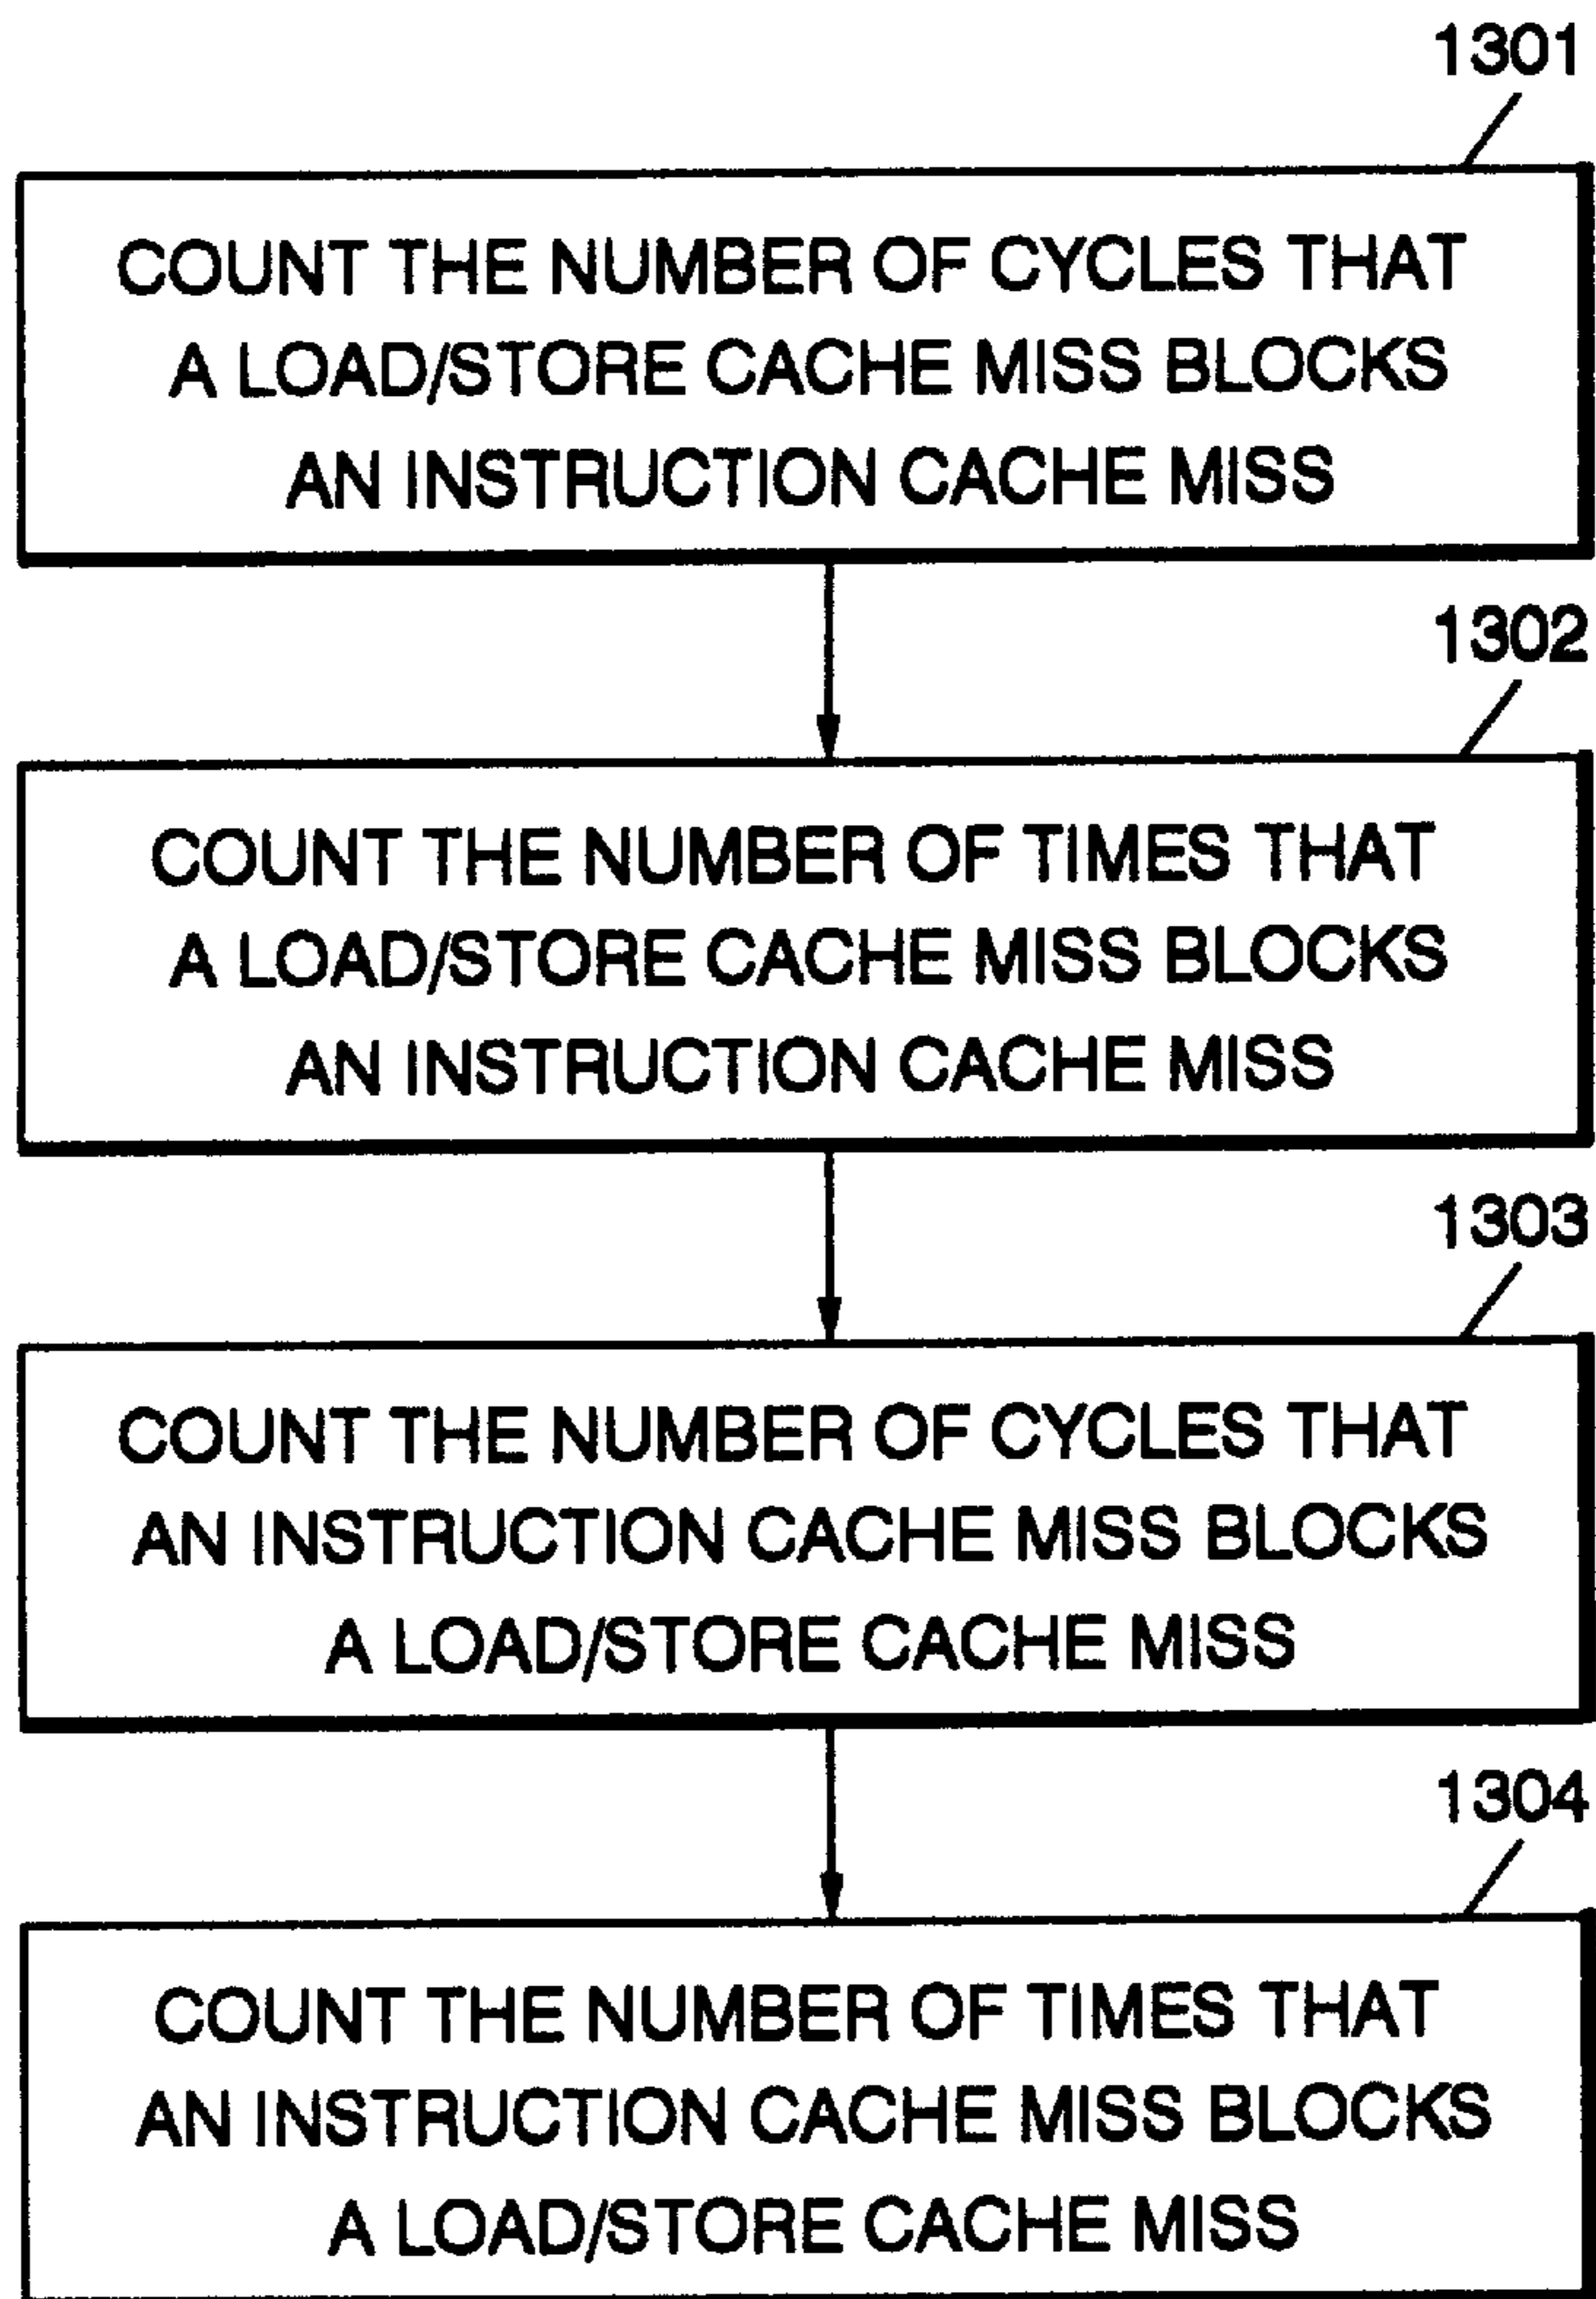 1301
COUNT THE NUMBER OF CYCLES THAT
A LOAD/STORE CACHE MISS BLOCKS
AN INSTRUCTION CACHE MISS
1302
COUNT THE NUMBER OF TIMES THAT
A LOAD/STORE CACHE MISS BLOCKS
AN INSTRUCTION CACHE MISS
1303
COUNT THE NUMBER OF CYCLES THAT
AN INSTRUCTION CACHE MISS BLOCKS
A LOAD/STORE CACHE MISS
1304
COUNT THE NUMBER OF TIMES THAT
AN INSTRUCTION CACHE MISS BLOCKS
A LOAD/STORE CACHE MISS